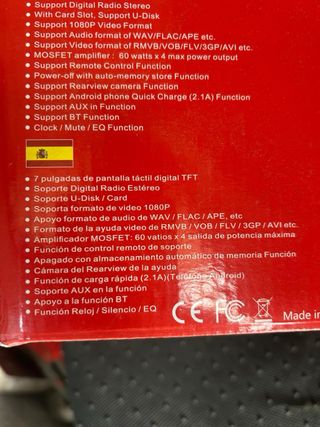 • Support Digital Radio Stereo
• With Card Slot, Support U-Disk
• Support 1080P Video Format
• Support Audio format of WAV/FLAC/APE etc.
• Support Video format of RMVB/VOB/FLV/3GP/AVI etc.
• MOSFET amplifier : 60 watts x 4 max power output
• Support Remote Control Function
• Power-off with auto-memory store Function
• Support Rearview camera Function
• Support Android phone Quick Charge (2.1A) Function
• Support AUX in Function
• Support BT Function
• Clock / Mute / EQ Function
• 7 pulgadas de pantalla táctil digital TFT
• Soporte Digital Radio Estéreo
• Soporte U-Disk / Card
• Soporta formato de video 1080P
• Apoyo formato de audio de WAV / FLAC / APE, etc
• Formato de la ayuda video de RMVB / VOB / FLV / 3GP / AVI etc.
• Amplificador MOSFET: 60 vatios x 4 salida de potencia máxima
• Función de control remoto de soporte
• Apagado con almacenamiento automático de memoria Función
• Cámara del Rearview de la ayuda
• Función de carga rápida (2.1A)(Teléfono Android)
• Soporte AUX en la función
• Apoyo a la función BT
• Función Reloj / Silencio / EQ
CE FC
Made in